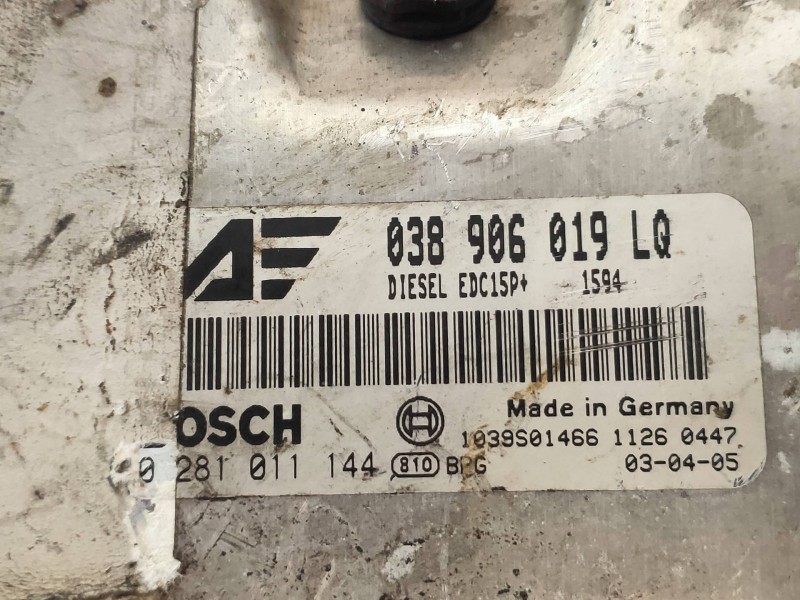 AE 038 906 019 LQ
DIESEL EDC15P+ 1594
OSCH Made in Germany
1039S01466 1126 0447
0 281 011 144 810 03-04-05